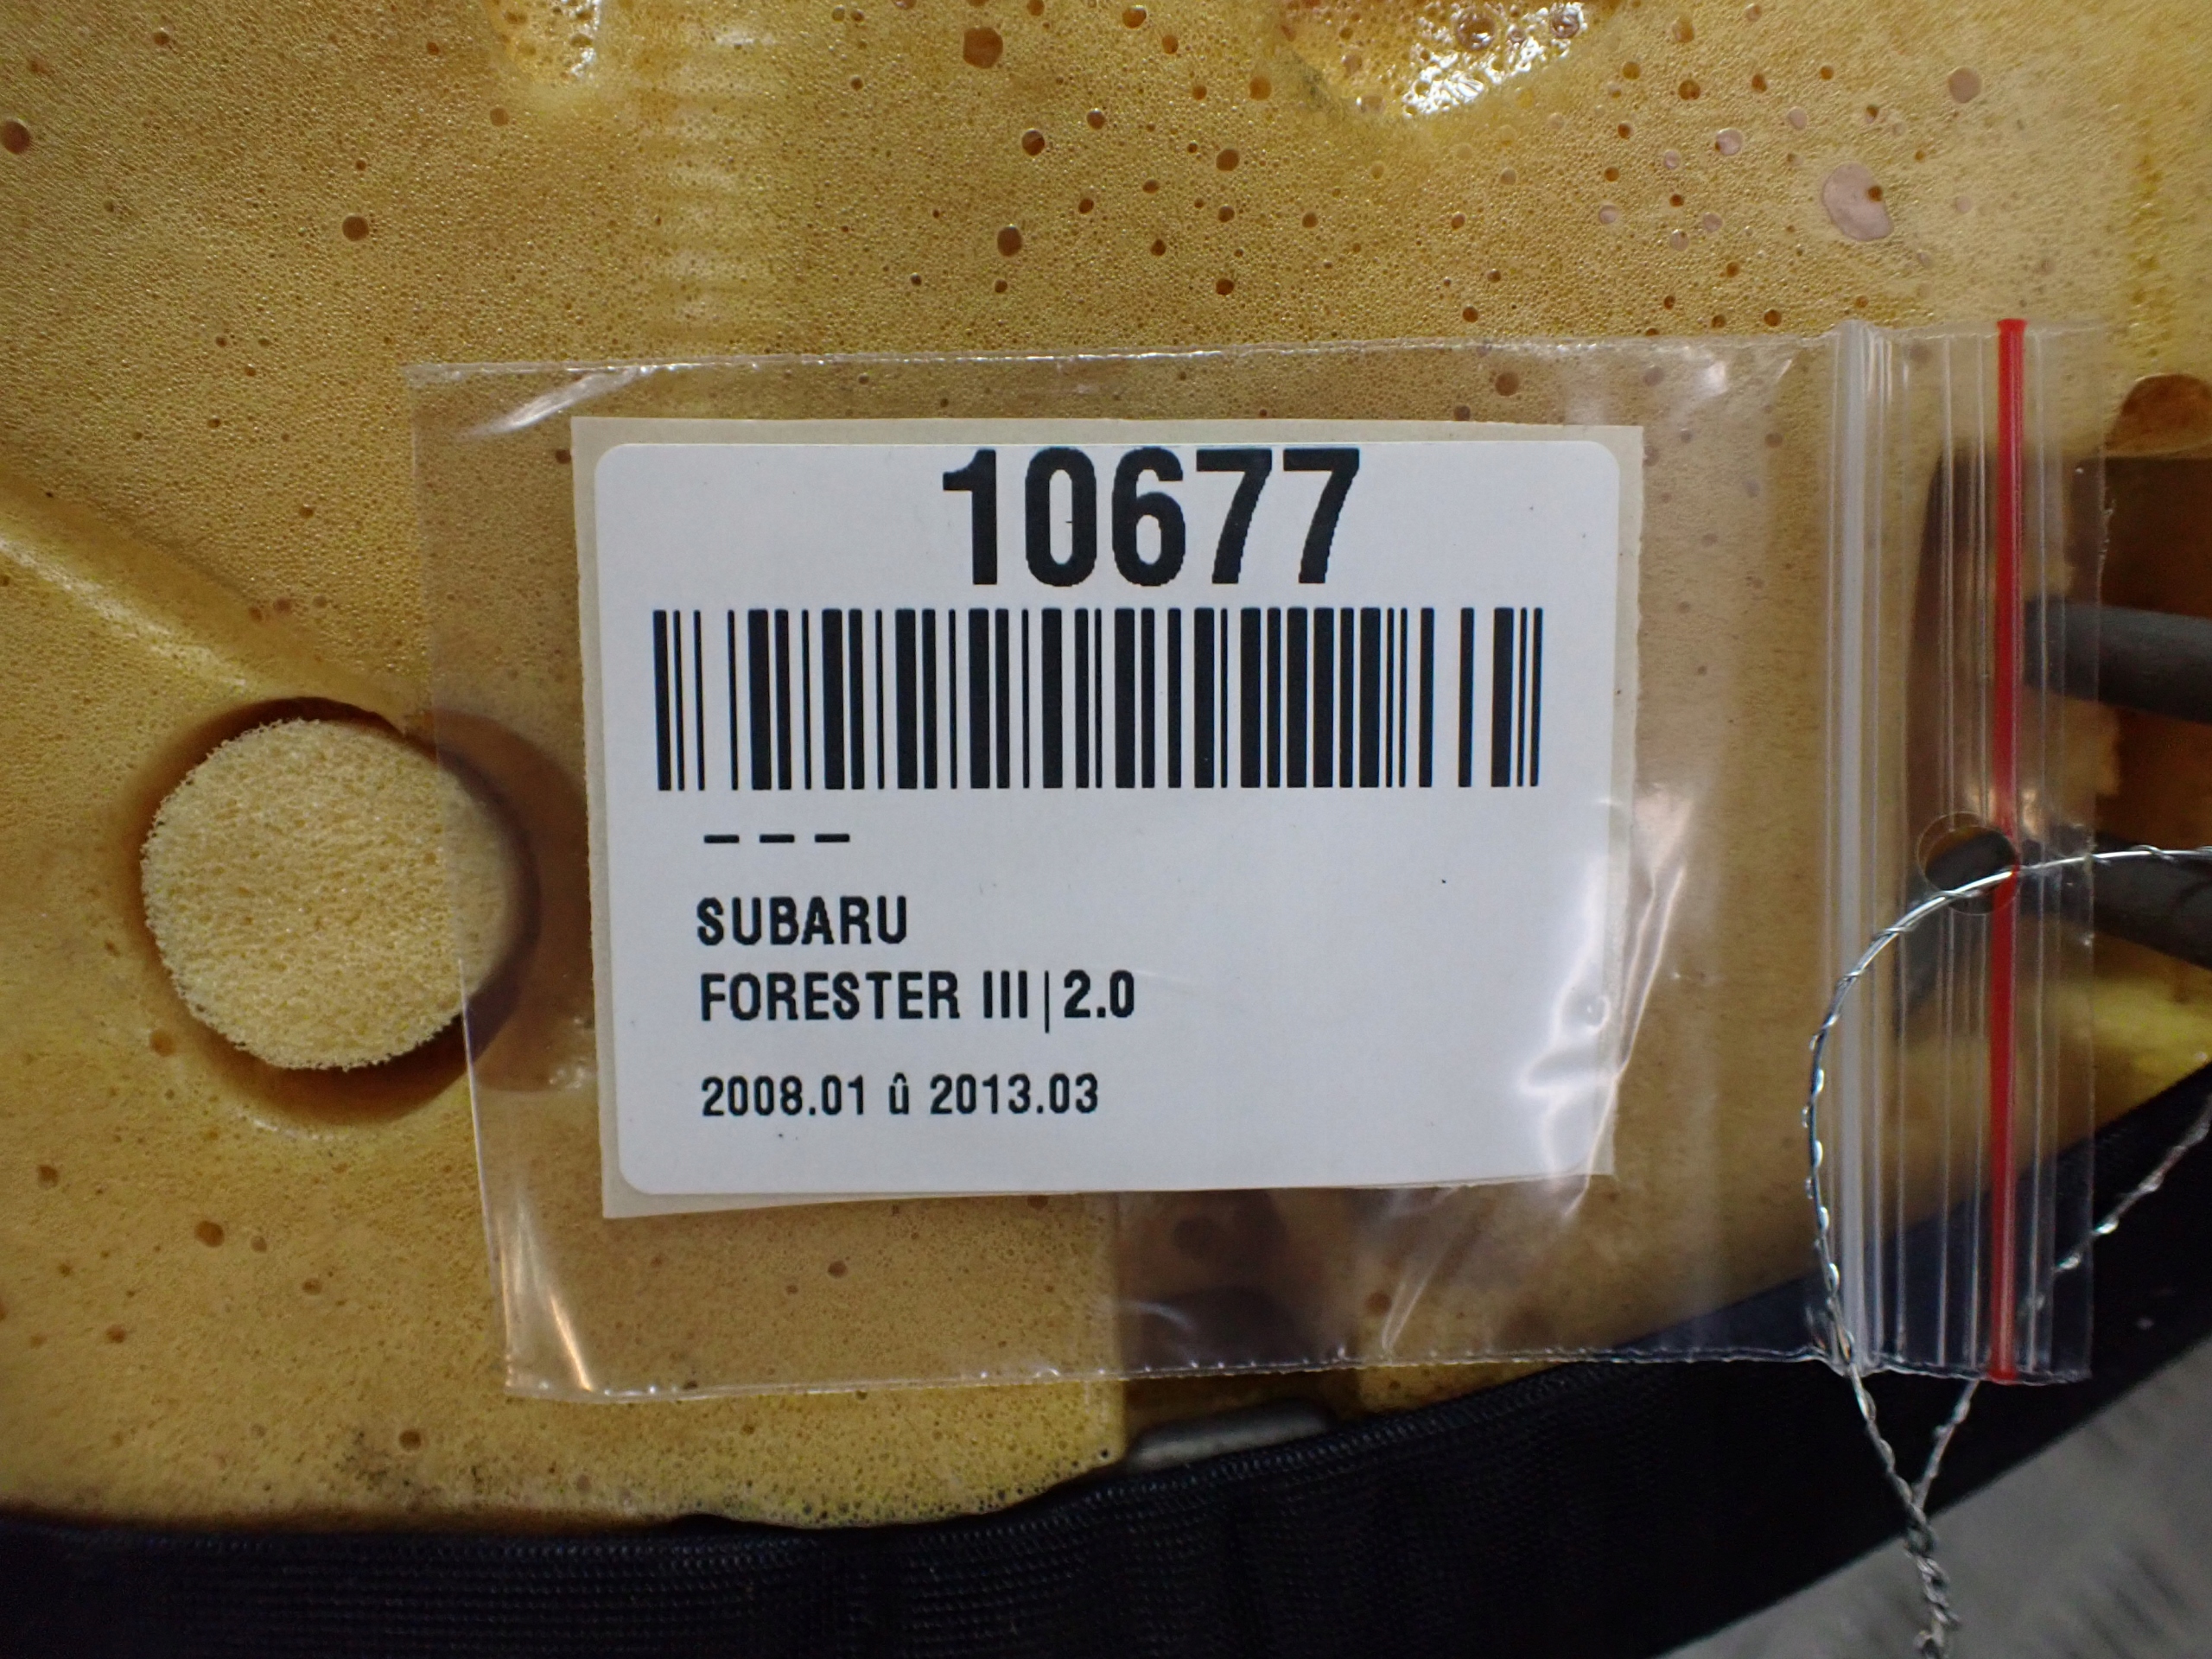 10677
– – –
SUBARU
FORESTER III|2.0
2008.01 û 2013.03